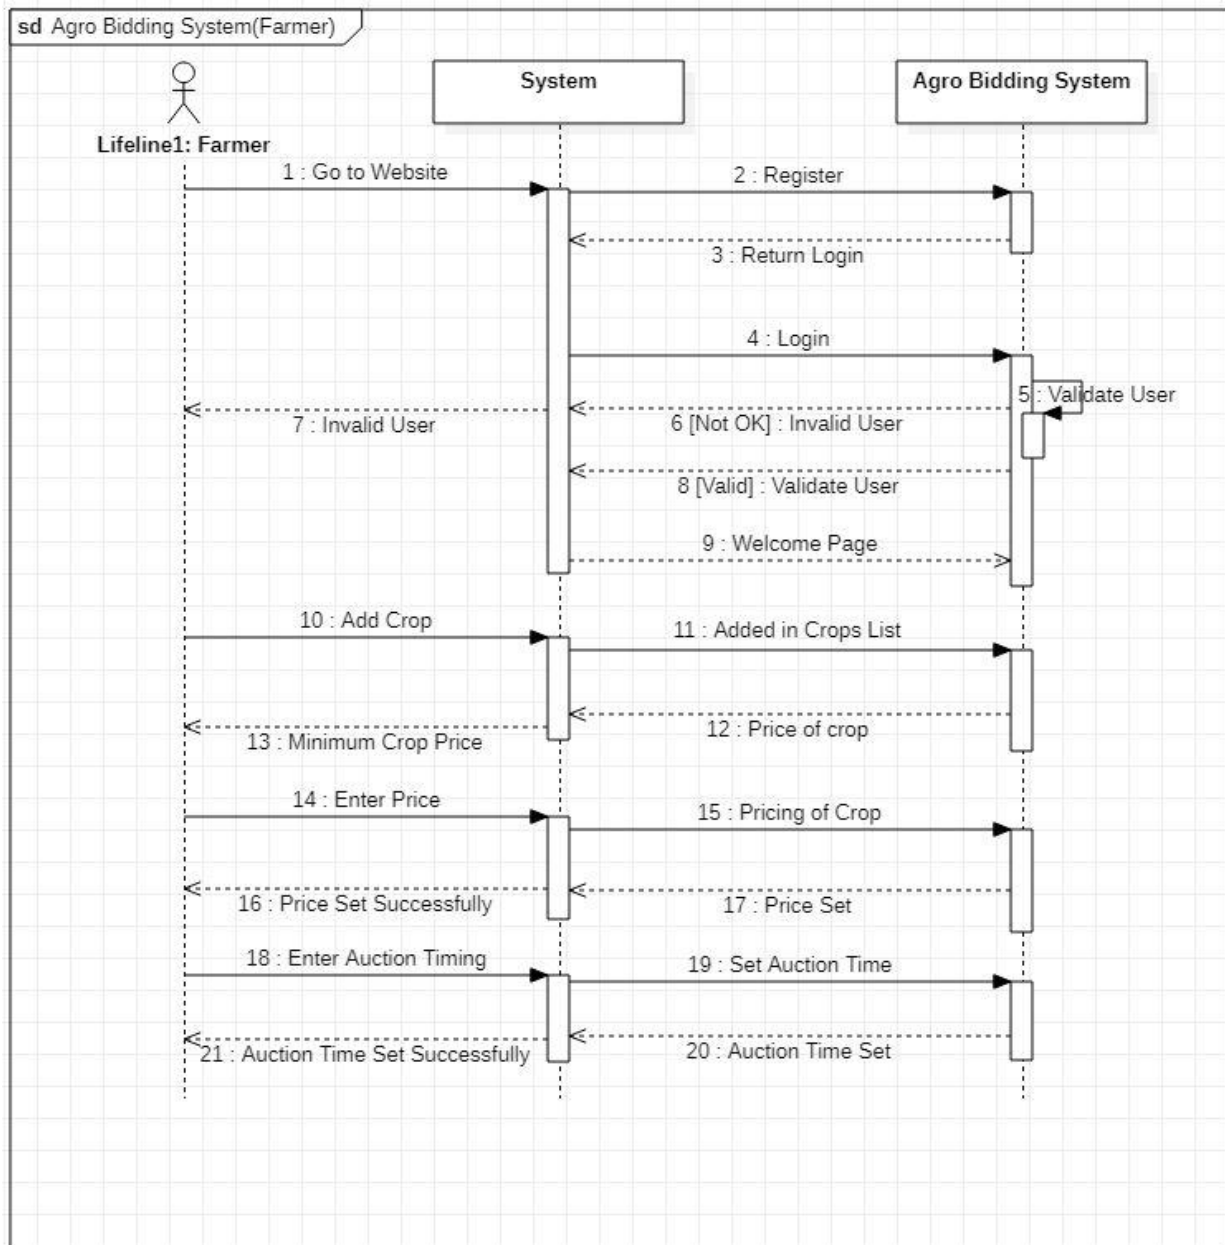 sd Agro Bidding System(Farmer)
System
Agro Bidding System
Lifeline1: Farmer
1 : Go to Website
2 : Register
3 : Return Login
4 : Login
5 : Validate User
6 [Not OK] : Invalid User
7 : Invalid User
8 [Valid] : Validate User
9 : Welcome Page
10 : Add Crop
11 : Added in Crops List
12 : Price of crop
13 : Minimum Crop Price
14 : Enter Price
15 : Pricing of Crop
16 : Price Set Successfully
17 : Price Set
18 : Enter Auction Timing
19 : Set Auction Time
20 : Auction Time Set
21 : Auction Time Set Successfully